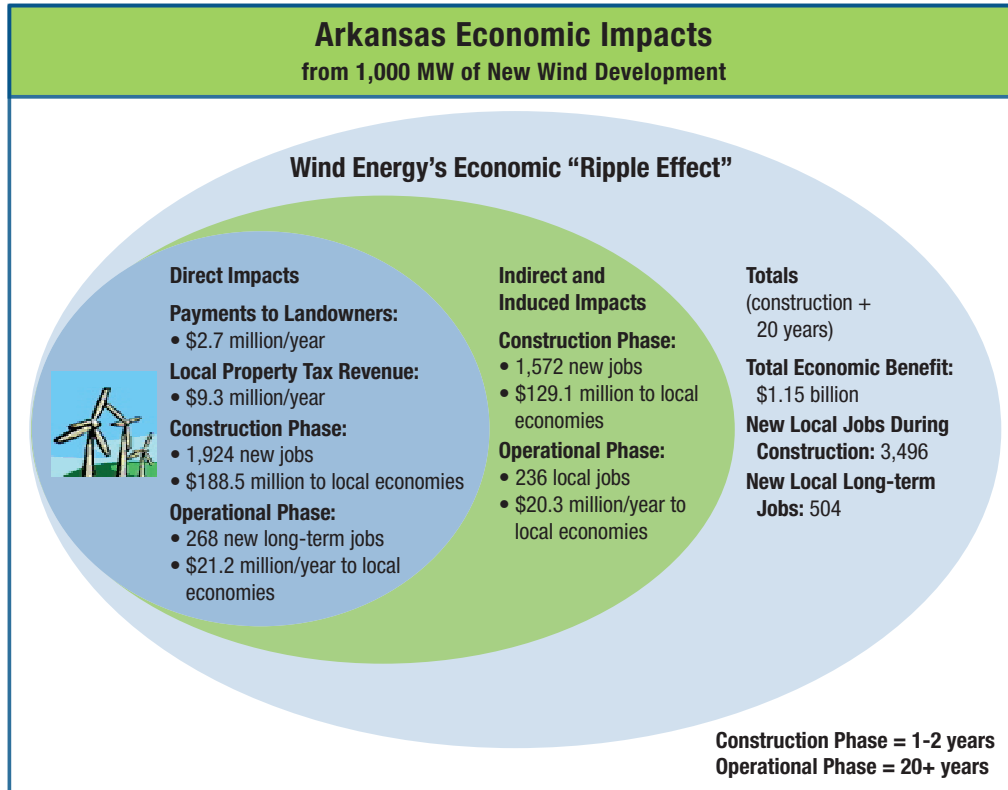 Arkansas Economic Impacts
from 1,000 MW of New Wind Development
Wind Energy’s Economic “Ripple Effect”
Direct Impacts
Payments to Landowners:
• $2.7 million/year
Local Property Tax Revenue:
• $9.3 million/year
Construction Phase:
• 1,924 new jobs
• $188.5 million to local economies
Operational Phase:
• 268 new long-term jobs
• $21.2 million/year to local
economies
Indirect and
Induced Impacts
Construction Phase:
• 1,572 new jobs
• $129.1 million to local
economies
Operational Phase:
• 236 local jobs
• $20.3 million/year to
local economies
Totals
(construction +
20 years)
Total Economic Benefit:
$1.15 billion
New Local Jobs During
Construction: 3,496
New Local Long-term
Jobs: 504
Construction Phase = 1-2 years
Operational Phase = 20+ years